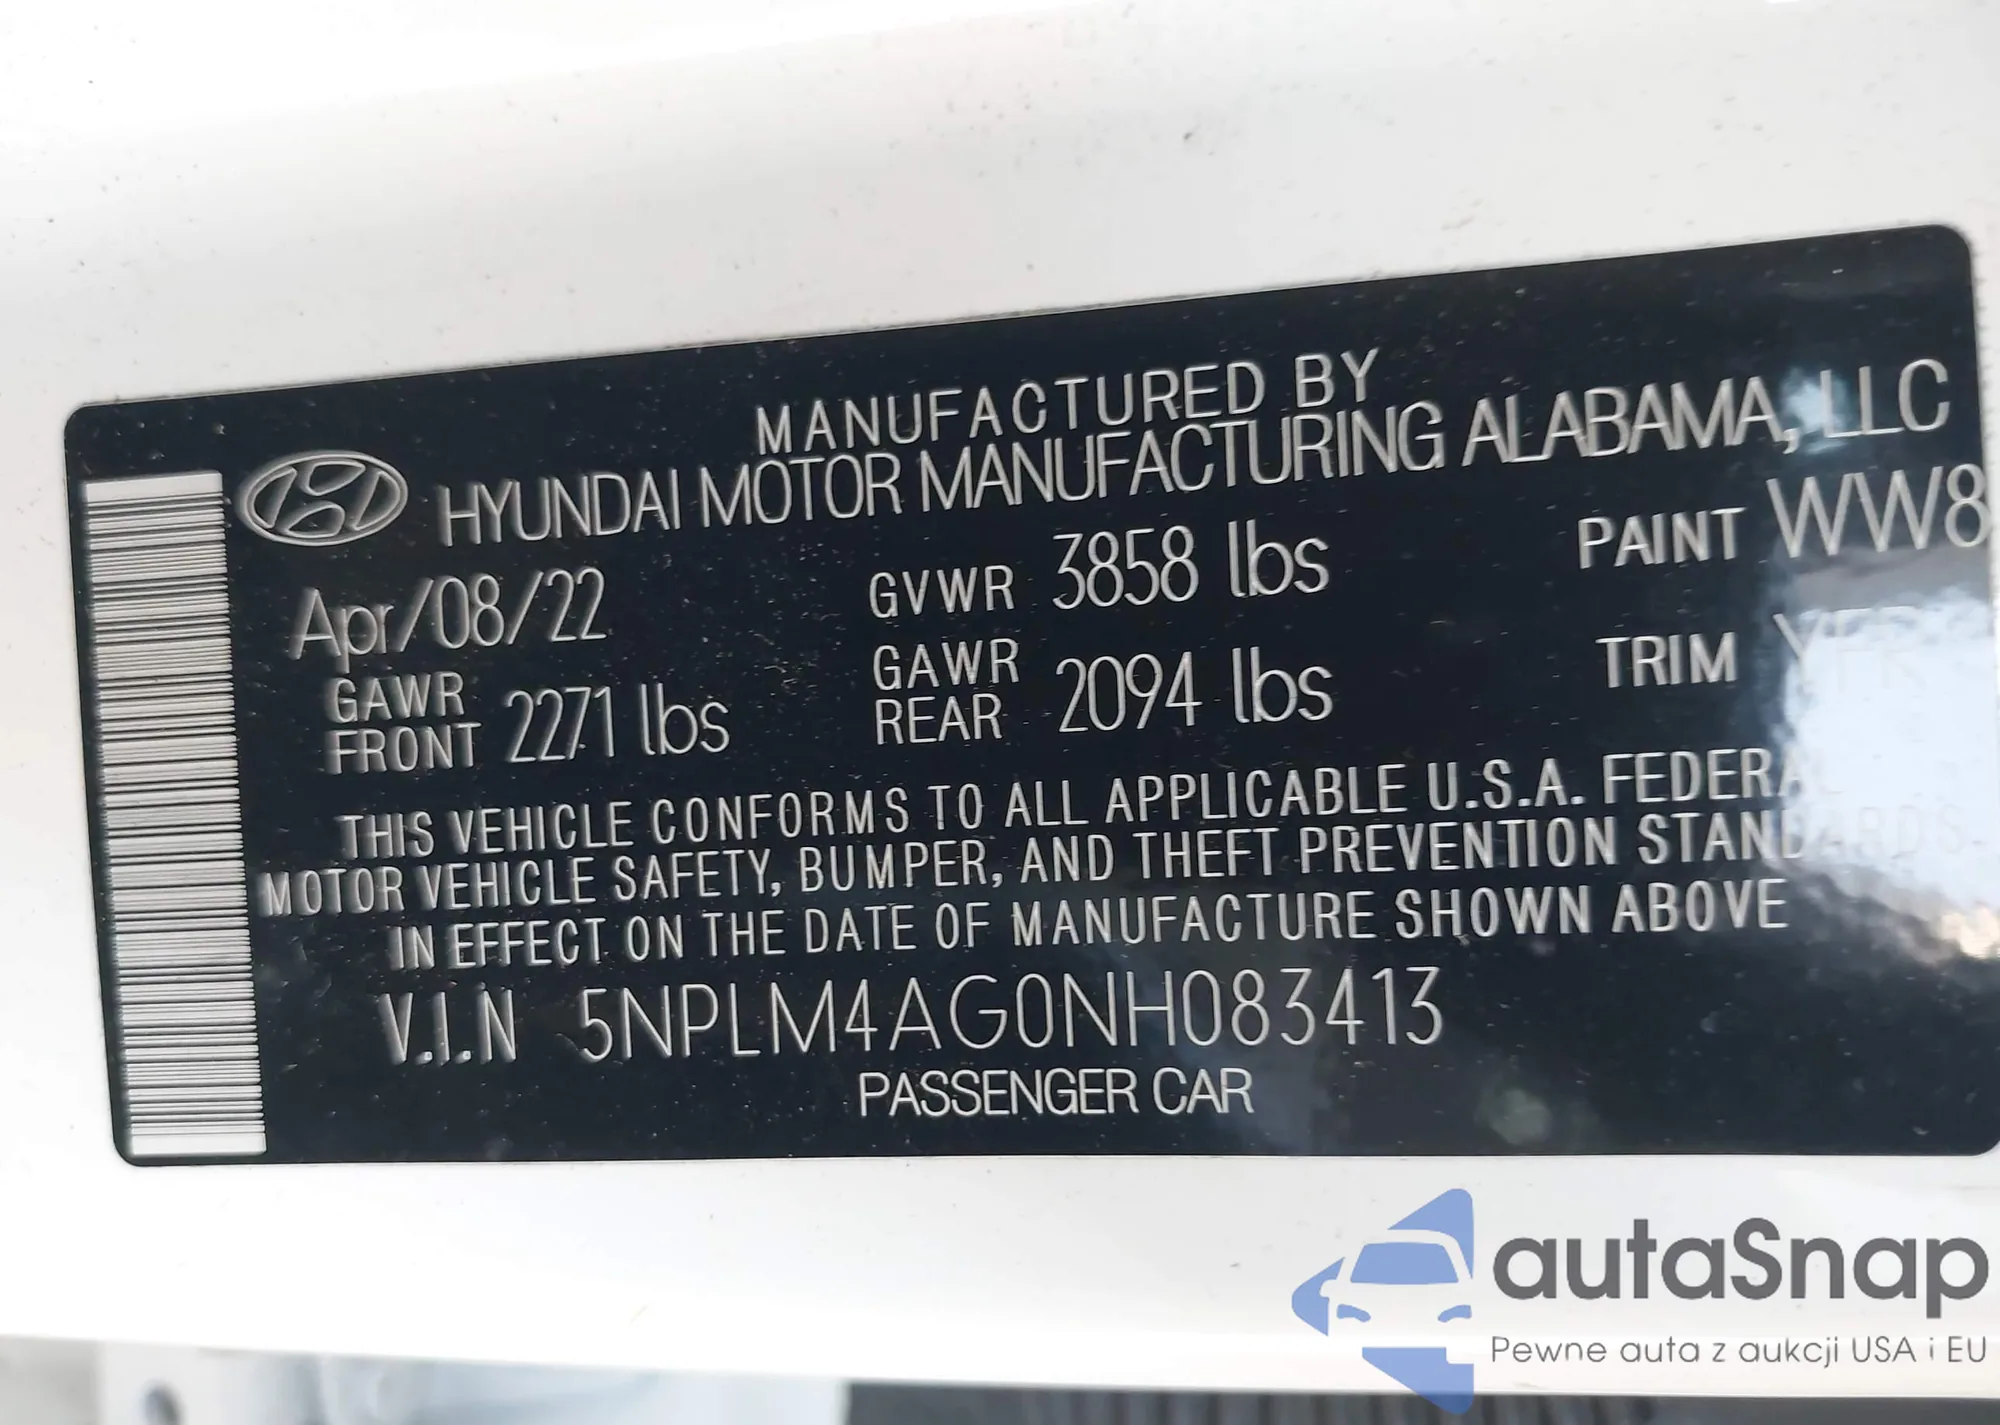 MANUFACTURED BY
HYUNDAI MOTOR MANUFACTURING ALABAMA, LLC
Apr/08/22 GVWR 3858 lbs PAINT WW8
GAWR FRONT 2271 lbs GAWR REAR 2094 lbs TRIM YFR
THIS VEHICLE CONFORMS TO ALL APPLICABLE U.S.A. FEDERAL
MOTOR VEHICLE SAFETY, BUMPER, AND THEFT PREVENTION STANDARDS
IN EFFECT ON THE DATE OF MANUFACTURE SHOWN ABOVE
V.I.N 5NPLM4AG0NH083413
PASSENGER CAR
autaSnap
Pewne auta z aukcji USA i EU